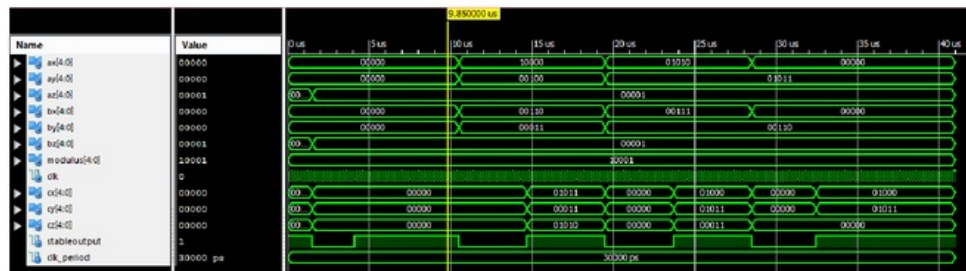 9.850000 us
Name Value 0 us 5 us 10 us 15 us 20 us 25 us 30 us 35 us 40 us
ax[4:0] 00000 00000 10000 01010 00000
ay[4:0] 00000 00000 00100 01011
az[4:0] 00001 00... 00001
bx[4:0] 00000 00000 00110 00111 00000
by[4:0] 00000 00000 00011 00110
bz[4:0] 00001 00... 00001
modulus[4:0] 10001 10001
clk 0
cx[4:0] 00000 00... 00000 01011 00000 01000 00000 01000
cy[4:0] 00000 00... 00000 00011 00000 01011 00000 01011
cz[4:0] 00000 00... 00000 01010 00000 00011 00000
stableoutput 1
clk_period 30000 ps 30000 ps